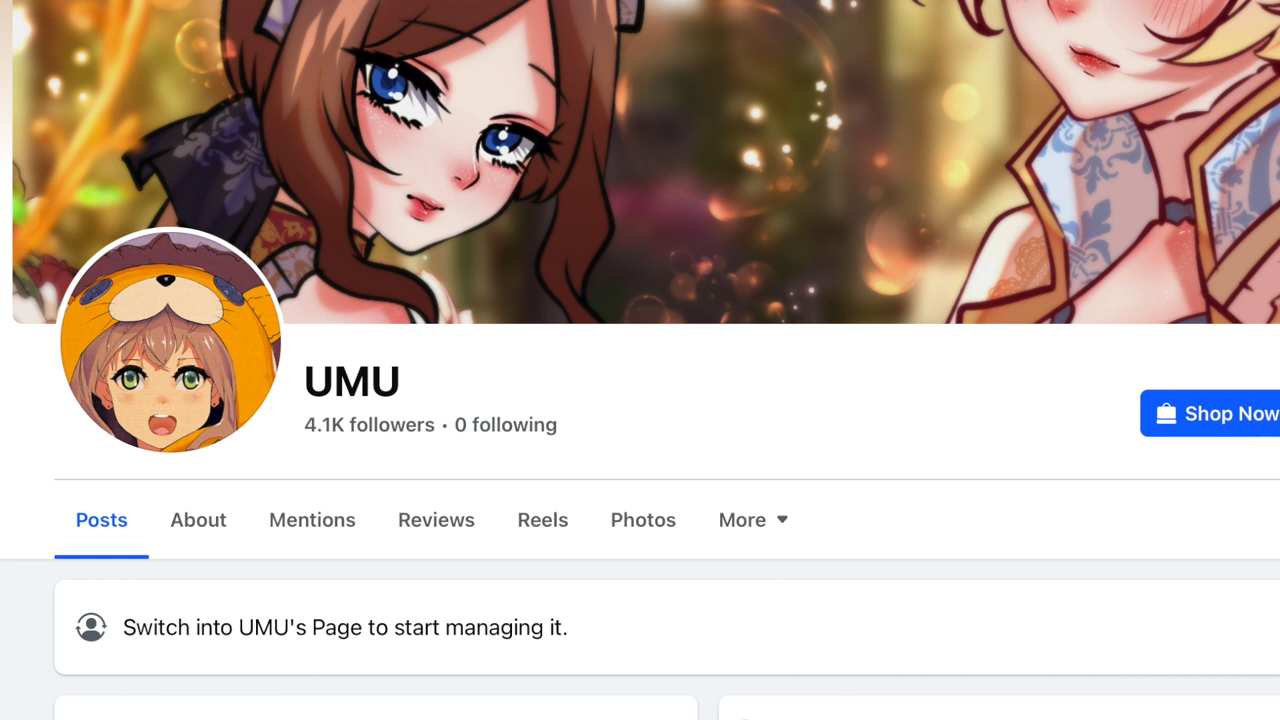 UMU
4.1K followers · 0 following
Shop Now
Posts About Mentions Reviews Reels Photos More
Switch into UMU's Page to start managing it.